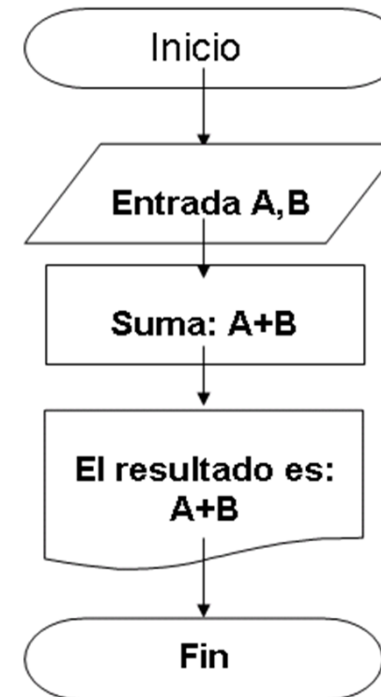 Inicio
Entrada A,B
Suma: A+B
El resultado es:
A+B
Fin